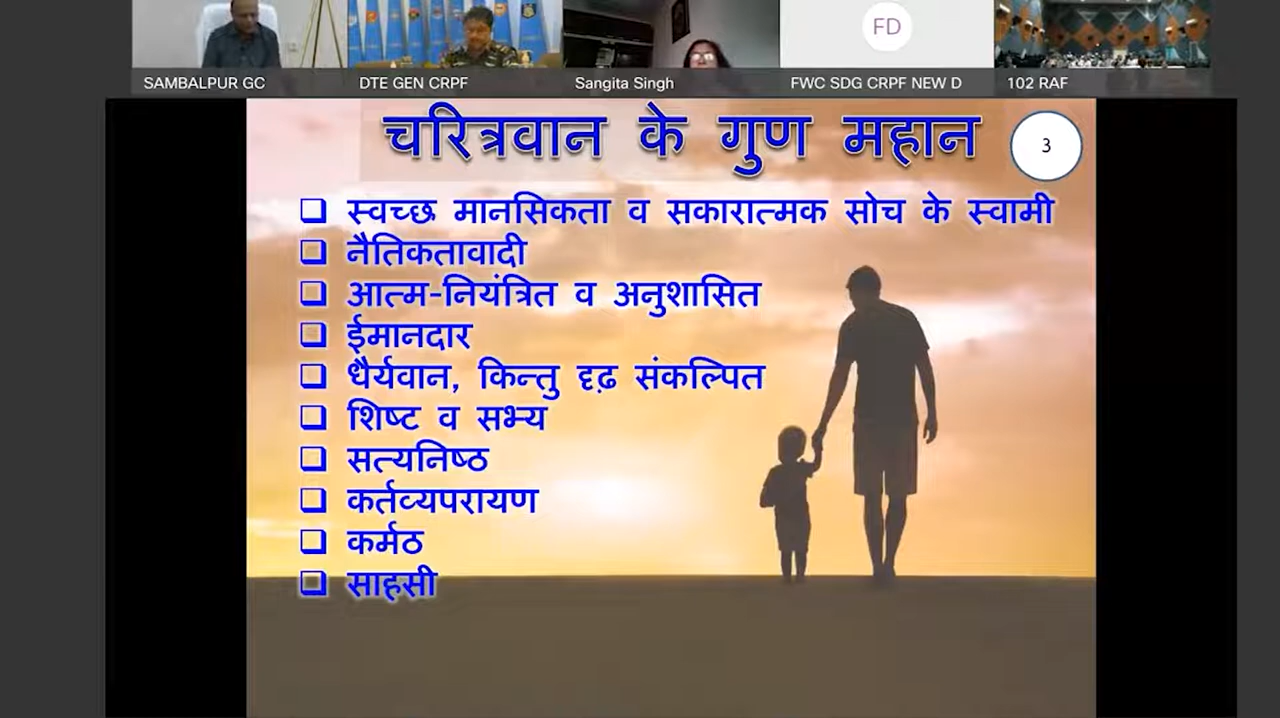 FD
SAMBALPUR GC
DTE GEN CRPF
Sangita Singh
FWC SDG CRPF NEW D
102 RAF
चरित्रवान के गुण महान
3
स्वच्छ मानसिकता व सकारात्मक सोच के स्वामी
नैतिकतावादी
आत्म-नियंत्रित व अनुशासित
ईमानदार
धैर्यवान, किन्तु दृढ़ संकल्पित
शिष्ट व सभ्य
सत्यनिष्ठ
कर्तव्यपरायण
कर्मठ
साहसी